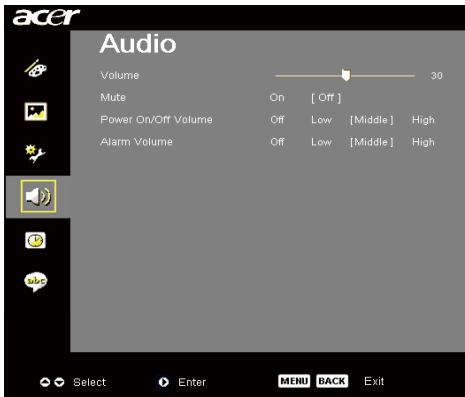 acer
Audio
Volume 30
Mute On [ Off ]
Power On/Off Volume Off Low [Middle] High
Alarm Volume Off Low [Middle] High
abc
Select Enter MENU BACK Exit